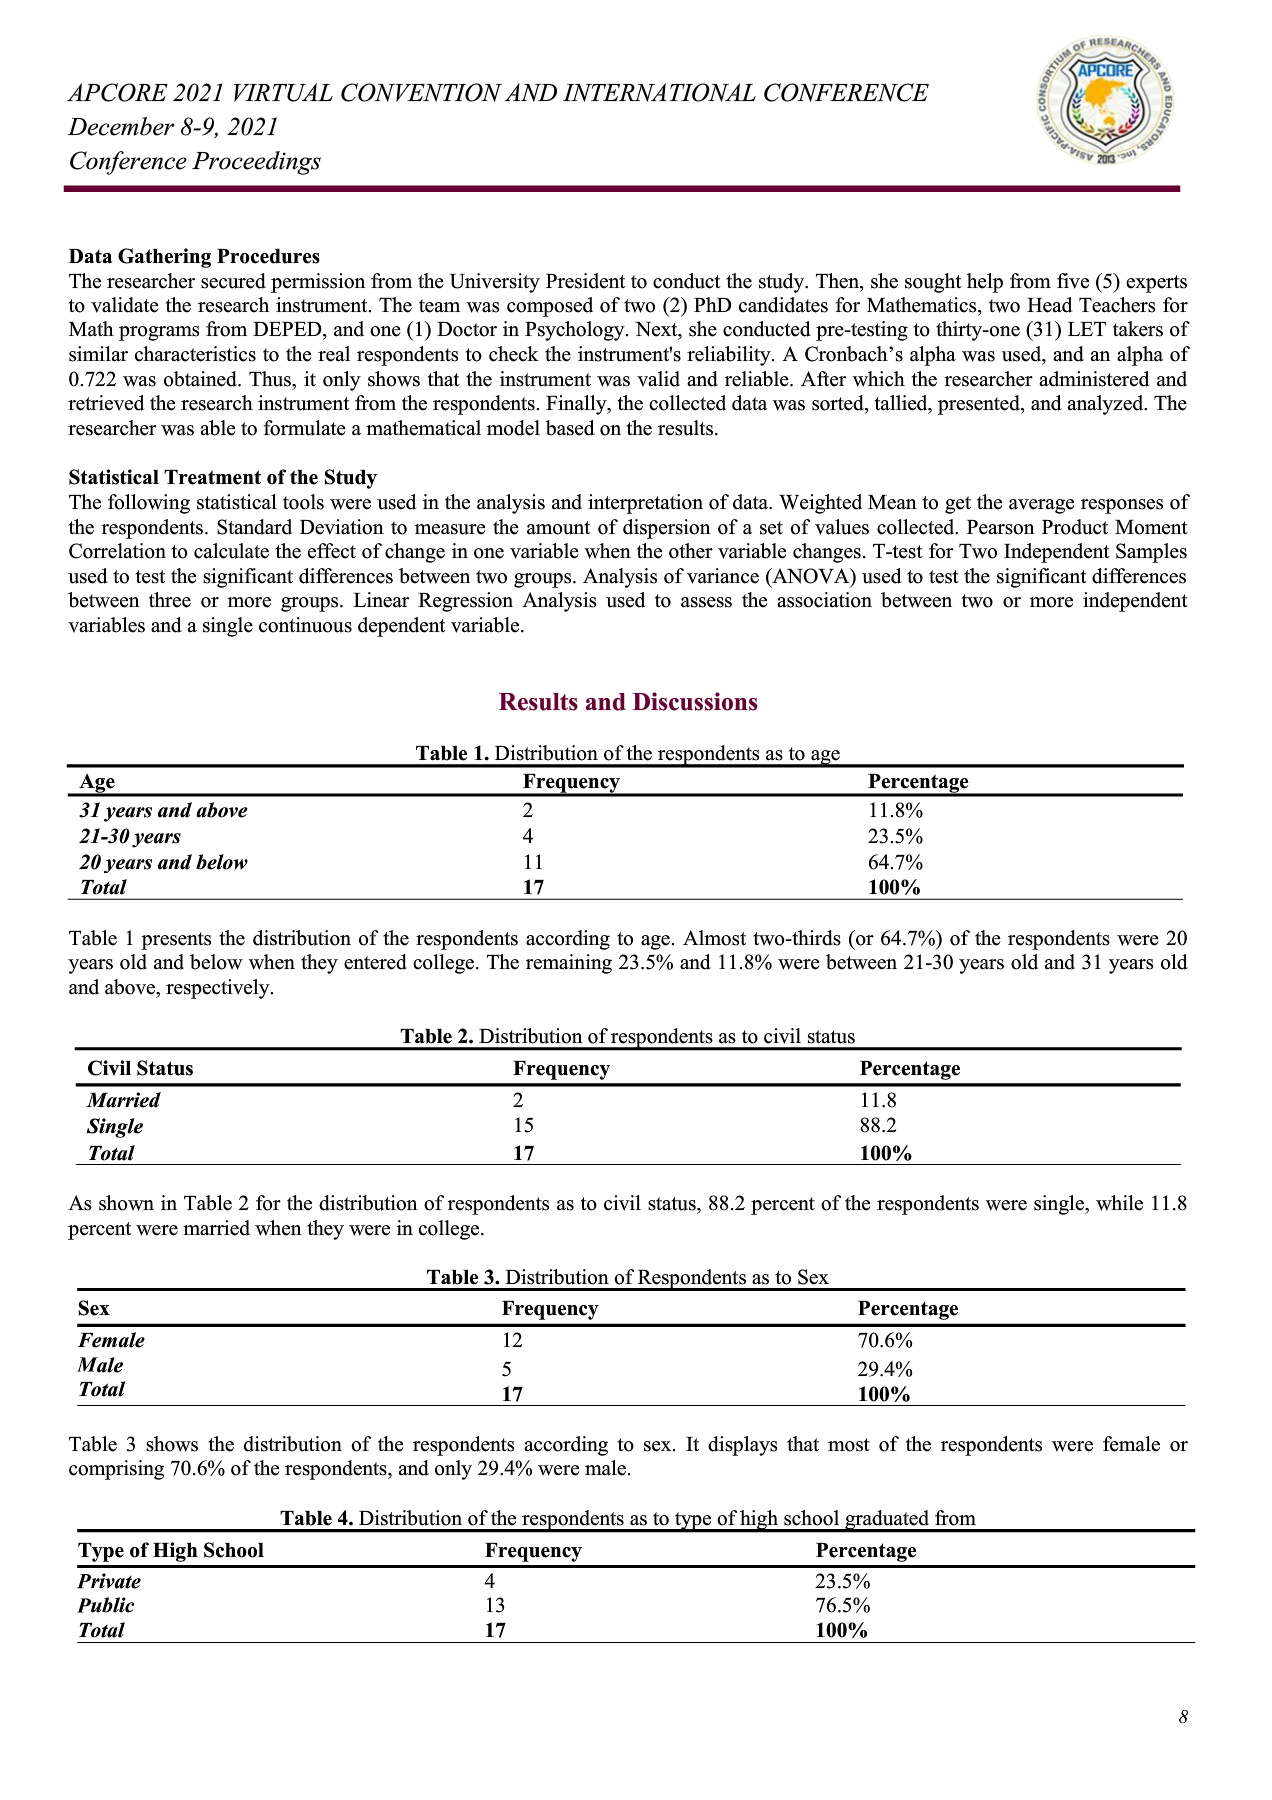 APCORE 2021 VIRTUAL CONVENTION AND INTERNATIONAL CONFERENCE
December 8-9, 2021
Conference Proceedings
ASIA-PACIFIC CONSORTIUM OF RESEARCHERS AND EDUCATORS, Inc.
APCORE
2013
Data Gathering Procedures
The researcher secured permission from the University President to conduct the study. Then, she sought help from five (5) experts
to validate the research instrument. The team was composed of two (2) PhD candidates for Mathematics, two Head Teachers for
Math programs from DEPED, and one (1) Doctor in Psychology. Next, she conducted pre-testing to thirty-one (31) LET takers of
similar characteristics to the real respondents to check the instrument's reliability. A Cronbach’s alpha was used, and an alpha of
0.722 was obtained. Thus, it only shows that the instrument was valid and reliable. After which the researcher administered and
retrieved the research instrument from the respondents. Finally, the collected data was sorted, tallied, presented, and analyzed. The
researcher was able to formulate a mathematical model based on the results.
Statistical Treatment of the Study
The following statistical tools were used in the analysis and interpretation of data. Weighted Mean to get the average responses of
the respondents. Standard Deviation to measure the amount of dispersion of a set of values collected. Pearson Product Moment
Correlation to calculate the effect of change in one variable when the other variable changes. T-test for Two Independent Samples
used to test the significant differences between two groups. Analysis of variance (ANOVA) used to test the significant differences
between three or more groups. Linear Regression Analysis used to assess the association between two or more independent
variables and a single continuous dependent variable.
Results and Discussions
Table 1. Distribution of the respondents as to age
Age Frequency Percentage
31 years and above 2 11.8%
21-30 years 4 23.5%
20 years and below 11 64.7%
Total 17 100%
Table 1 presents the distribution of the respondents according to age. Almost two-thirds (or 64.7%) of the respondents were 20
years old and below when they entered college. The remaining 23.5% and 11.8% were between 21-30 years old and 31 years old
and above, respectively.
Table 2. Distribution of respondents as to civil status
Civil Status Frequency Percentage
Married 2 11.8
Single 15 88.2
Total 17 100%
As shown in Table 2 for the distribution of respondents as to civil status, 88.2 percent of the respondents were single, while 11.8
percent were married when they were in college.
Table 3. Distribution of Respondents as to Sex
Sex Frequency Percentage
Female 12 70.6%
Male 5 29.4%
Total 17 100%
Table 3 shows the distribution of the respondents according to sex. It displays that most of the respondents were female or
comprising 70.6% of the respondents, and only 29.4% were male.
Table 4. Distribution of the respondents as to type of high school graduated from
Type of High School Frequency Percentage
Private 4 23.5%
Public 13 76.5%
Total 17 100%
8